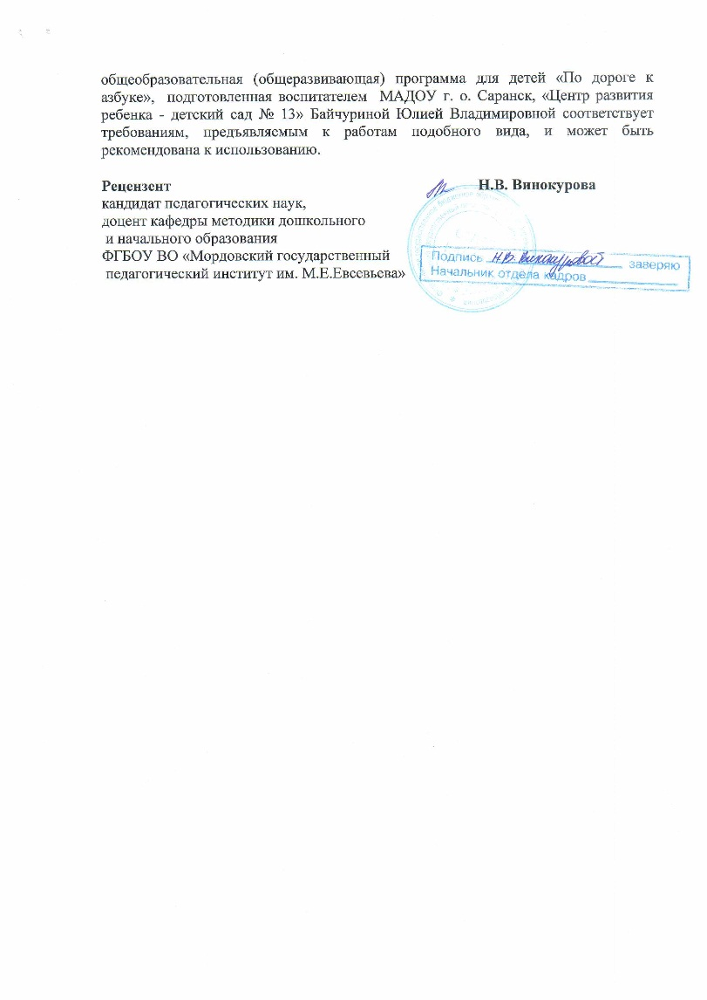 общеобразовательная (общеразвивающая) программа для детей «По дороге к
азбуке», подготовленная воспитателем МАДОУ г. о. Саранск, «Центр развития
ребенка - детский сад № 13» Байчуриной Юлией Владимировной соответствует
требованиям, предъявляемым к работам подобного вида, и может быть
рекомендована к использованию.
Рецензент Н.В. Винокурова
кандидат педагогических наук,
доцент кафедры методики дошкольного
и начального образования
ФГБОУ ВО «Мордовский государственный
педагогический институт им. М.Е.Евсевьева»
Подпись Н.В. Винокуровой заверяю
Начальник отдела кадров